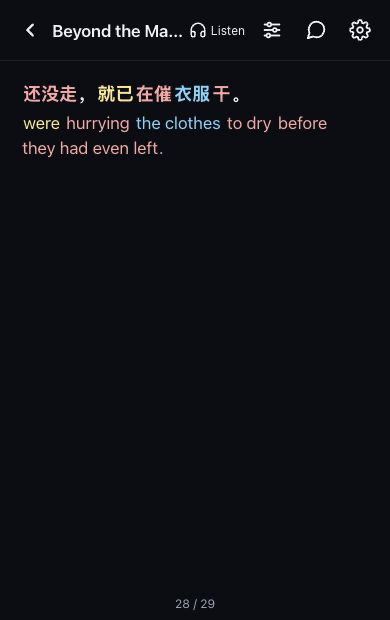 Beyond the Ma... Listen
还没走，就已在催衣服干。
were hurrying the clothes to dry before
they had even left.
28 / 29